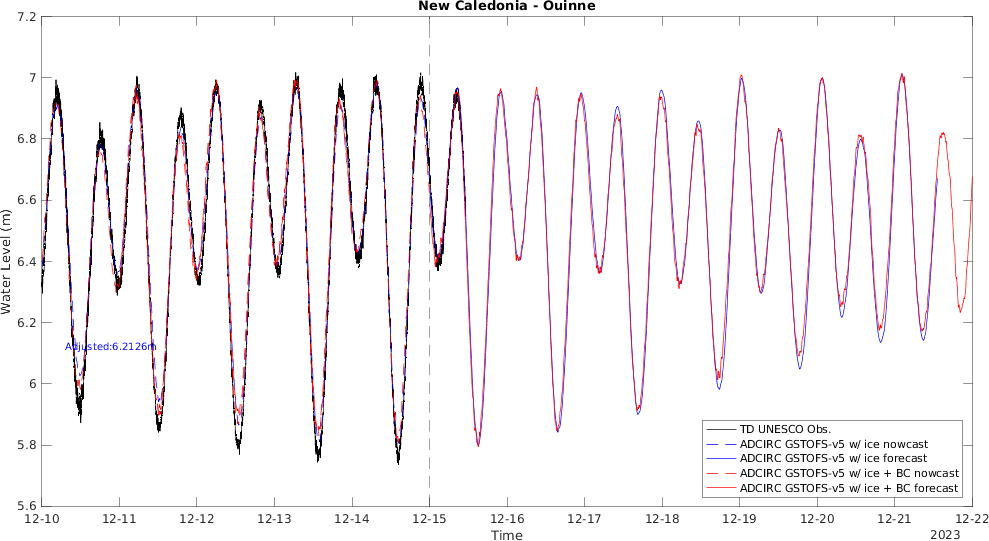 New Caledonia - Ouinne
Water Level (m)
7.2
7
6.8
6.6
6.4
6.2
6
5.8
5.6
Adjusted:6.2126m
TD UNESCO Obs.
ADCIRC GSTOFS-v5 w/ ice nowcast
ADCIRC GSTOFS-v5 w/ ice forecast
ADCIRC GSTOFS-v5 w/ ice + BC nowcast
ADCIRC GSTOFS-v5 w/ ice + BC forecast
12-10 12-11 12-12 12-13 12-14 12-15 12-16 12-17 12-18 12-19 12-20 12-21 12-22
Time
2023